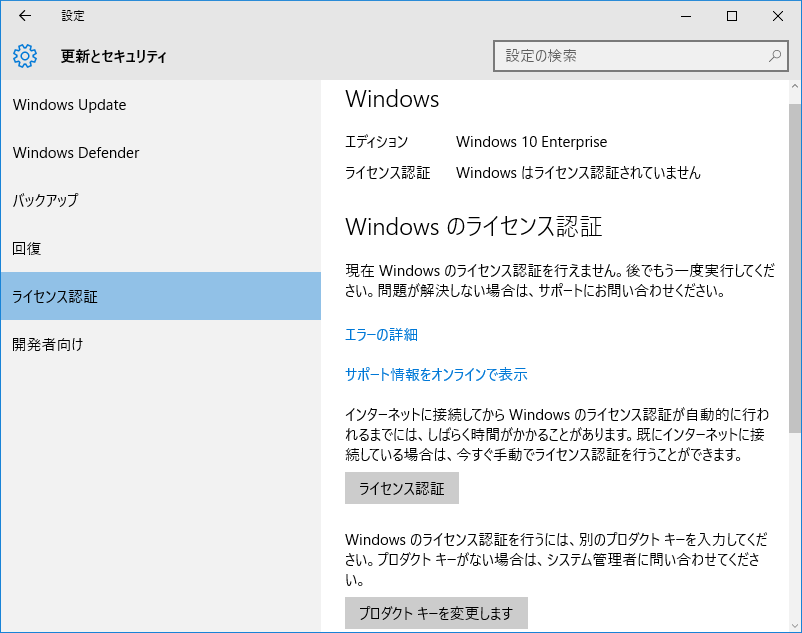 設定
更新とセキュリティ
設定の検索
Windows Update
Windows Defender
バックアップ
回復
ライセンス認証
開発者向け
Windows
エディション Windows 10 Enterprise
ライセンス認証 Windows はライセンス認証されていません
Windows のライセンス認証
現在 Windows のライセンス認証を行えません。後でもう一度実行してくだ
さい。問題が解決しない場合は、サポートにお問い合わせください。
エラーの詳細
サポート情報をオンラインで表示
インターネットに接続してから Windows のライセンス認証が自動的に行わ
れるまでには、しばらく時間がかかることがあります。既にインターネットに接
続している場合は、今すぐ手動でライセンス認証を行うことができます。
ライセンス認証
Windows のライセンス認証を行うには、別のプロダクト キーを入力してくだ
さい。プロダクト キーがない場合は、システム管理者に問い合わせてくださ
い。
プロダクト キーを変更します